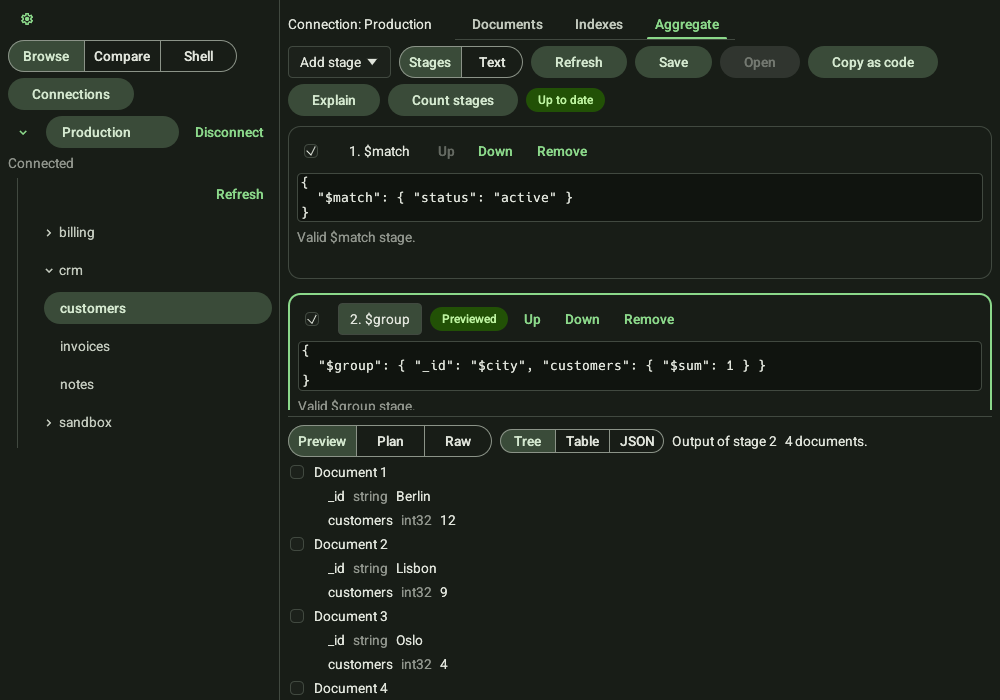 Connection: Production
Documents
Indexes
Aggregate
Browse
Compare
Shell
Connections
Production
Disconnect
Connected
Refresh
billing
crm
customers
invoices
notes
sandbox
Add stage
Stages
Text
Refresh
Save
Open
Copy as code
Explain
Count stages
Up to date
1. $match
Up
Down
Remove
{
"$match": { "status": "active" }
}
Valid $match stage.
2. $group
Previewed
Up
Down
Remove
{
"$group": { "_id": "$city", "customers": { "$sum": 1 } }
}
Valid $group stage.
Preview
Plan
Raw
Tree
Table
JSON
Output of stage 2 4 documents.
Document 1
_id string Berlin
customers int32 12
Document 2
_id string Lisbon
customers int32 9
Document 3
_id string Oslo
customers int32 4
Document 4